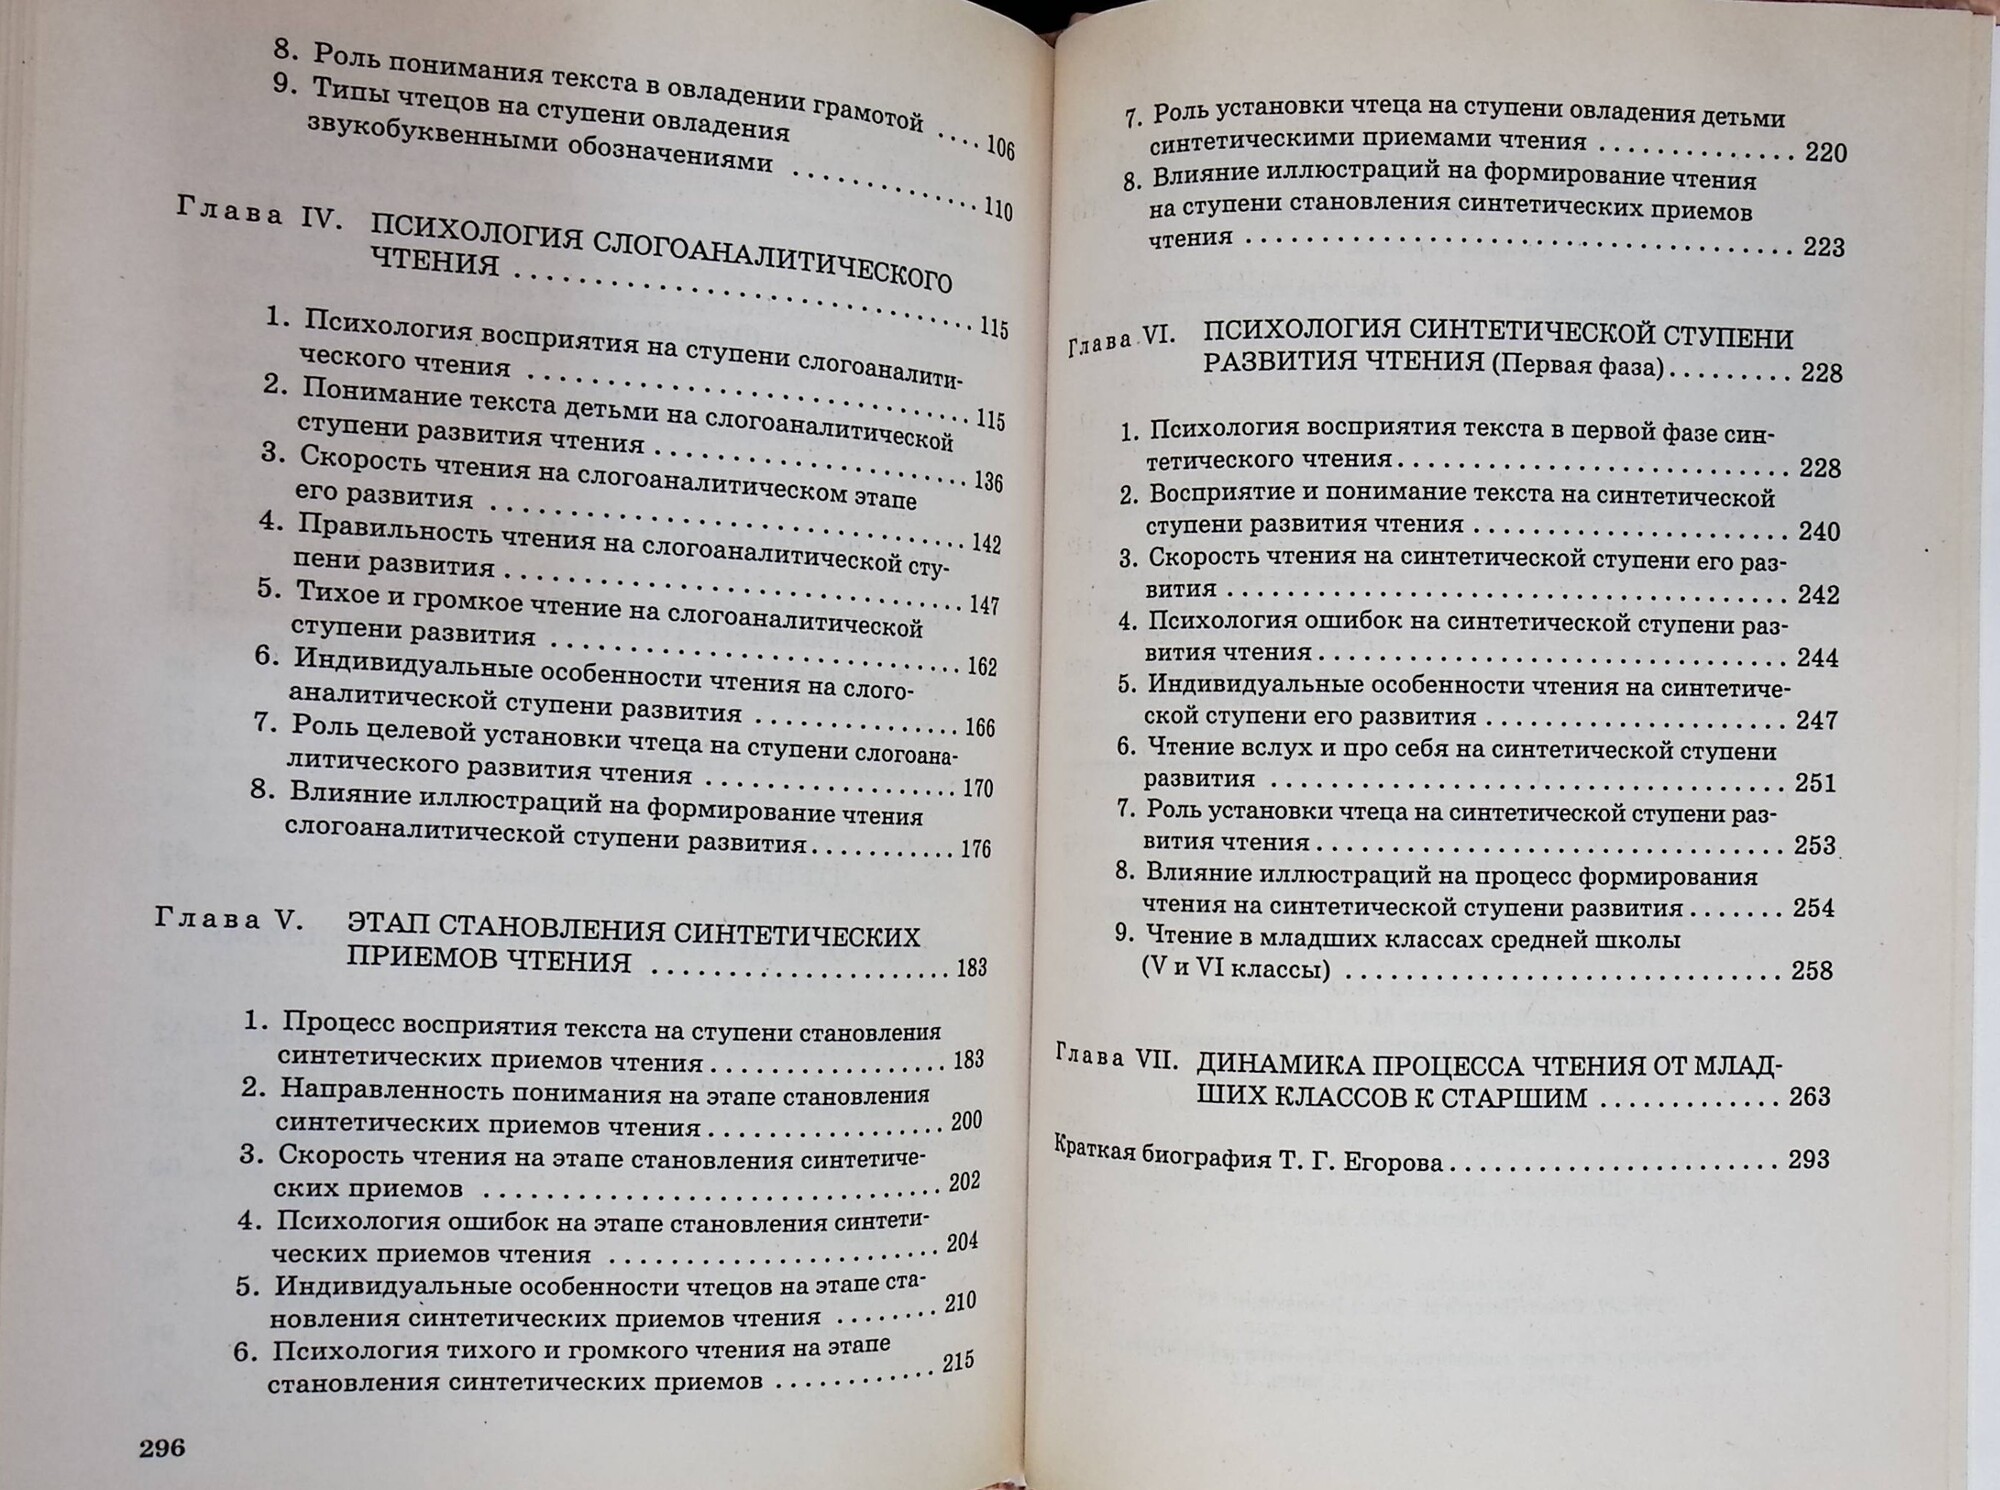 8. Роль понимания текста в овладении грамотой .... 106
9. Типы чтецов на ступени овладения
звукобуквенными обозначениями ............... 110
Глава IV. ПСИХОЛОГИЯ СЛОГОАНАЛИТИЧЕСКОГО
ЧТЕНИЯ ................................ 115
1. Психология восприятия на ступени слогоаналити-
ческого чтения ................................ 115
2. Понимание текста детьми на слогоаналитической
ступени развития чтения ....................... 136
3. Скорость чтения на слогоаналитическом этапе
его развития .................................. 142
4. Правильность чтения на слогоаналитической сту-
пени развития ................................. 147
5. Тихое и громкое чтение на слогоаналитической
ступени развития .............................. 162
6. Индивидуальные особенности чтения на слого-
аналитической ступени развития ............... 166
7. Роль целевой установки чтеца на ступени слогоана-
литического развития чтения ................... 170
8. Влияние иллюстраций на формирование чтения
слогоаналитической ступени развития........... 176
Глава V. ЭТАП СТАНОВЛЕНИЯ СИНТЕТИЧЕСКИХ
ПРИЕМОВ ЧТЕНИЯ ..................... 183
1. Процесс восприятия текста на ступени становления
синтетических приемов чтения................. 183
2. Направленность понимания на этапе становления
синтетических приемов чтения................. 200
3. Скорость чтения на этапе становления синтетиче-
ских приемов ................................. 202
4. Психология ошибок на этапе становления синтети-
ческих приемов чтения ........................ 204
5. Индивидуальные особенности чтецов на этапе ста-
новления синтетических приемов чтения ........ 210
6. Психология тихого и громкого чтения на этапе
становления синтетических приемов ............ 215
296
7. Роль установки чтеца на ступени овладения детьми
синтетическими приемами чтения .............. 220
8. Влияние иллюстраций на формирование чтения
на ступени становления синтетических приемов
чтения ....................................... 223
Глава VI. ПСИХОЛОГИЯ СИНТЕТИЧЕСКОЙ СТУПЕНИ
РАЗВИТИЯ ЧТЕНИЯ (Первая фаза)......... 228
1. Психология восприятия текста в первой фазе син-
тетического чтения............................ 228
2. Восприятие и понимание текста на синтетической
ступени развития чтения ...................... 240
3. Скорость чтения на синтетической ступени его раз-
вития ........................................ 242
4. Психология ошибок на синтетической ступени раз-
вития чтения.................................. 244
5. Индивидуальные особенности чтения на синтетиче-
ской ступени его развития ..................... 247
6. Чтение вслух и про себя на синтетической ступени
развития ..................................... 251
7. Роль установки чтеца на синтетической ступени раз-
вития чтения.................................. 253
8. Влияние иллюстраций на процесс формирования
чтения на синтетической ступени развития....... 254
9. Чтение в младших классах средней школы
(V и VI классы) ............................... 258
Глава VII. ДИНАМИКА ПРОЦЕССА ЧТЕНИЯ ОТ МЛАД-
ШИХ КЛАССОВ К СТАРШИМ ............. 263
Краткая биография Т. Г. Егорова....................... 293